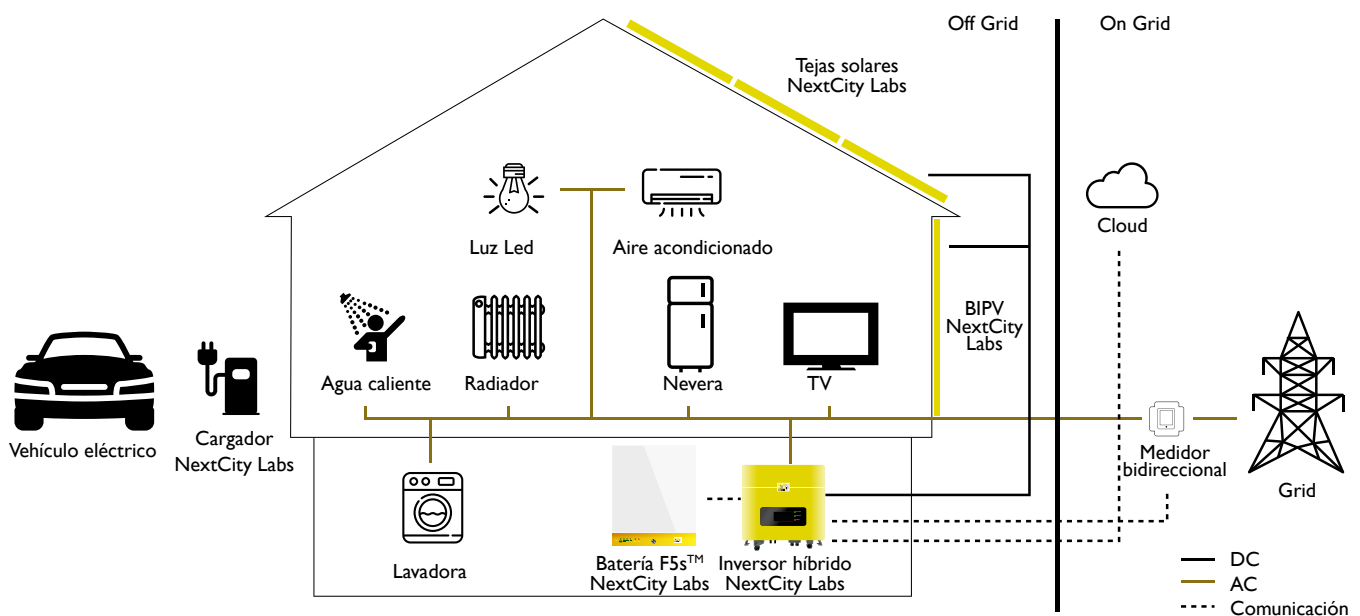 Off Grid
On Grid
Tejas solares
NextCity Labs
Cloud
Luz Led
Aire acondicionado
BIPV
NextCity
Labs
Agua caliente
Radiador
Nevera
TV
Vehículo eléctrico
Cargador
NextCity Labs
Medidor
bidireccional
Grid
Lavadora
Batería F5s™
NextCity Labs
Inversor híbrido
NextCity Labs
DC
AC
Comunicación